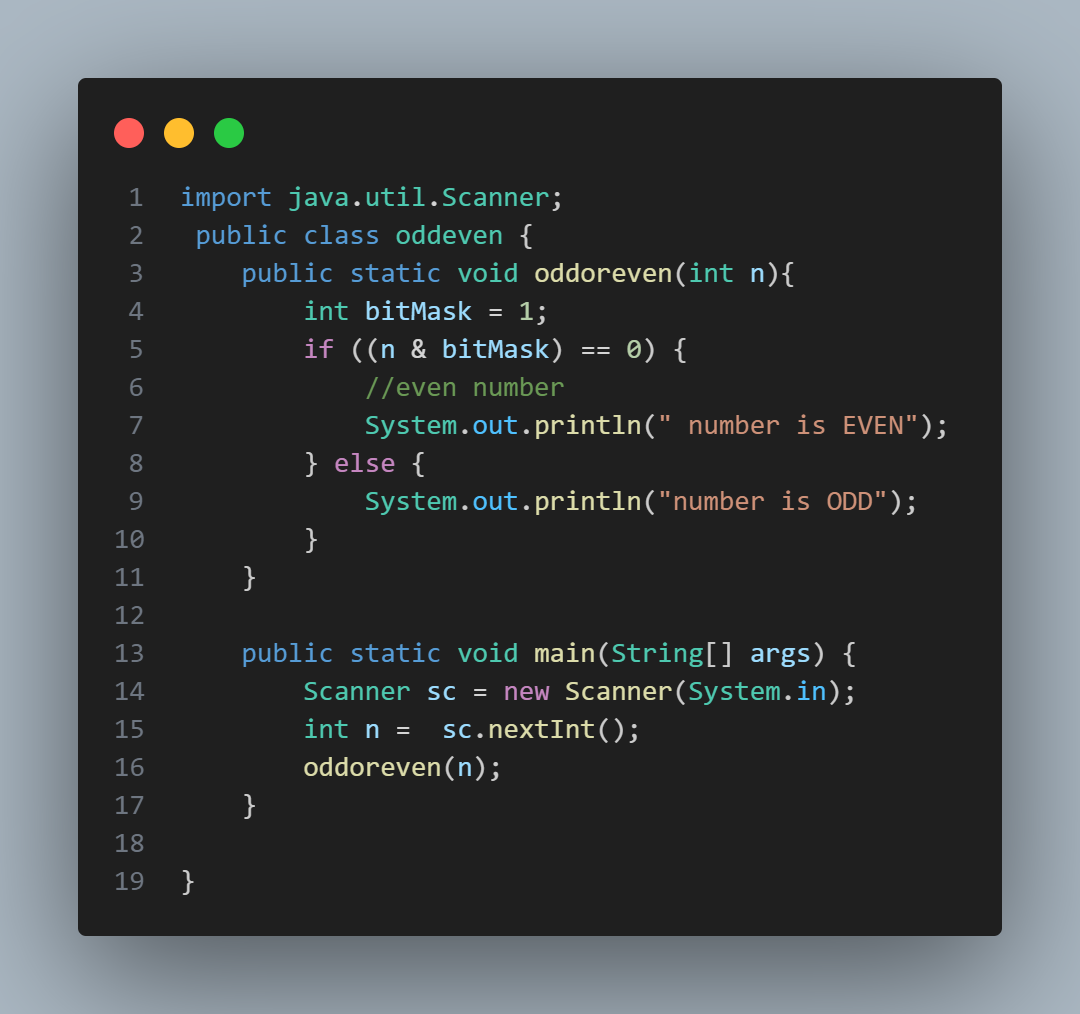 1 import java.util.Scanner;
2  public class oddeven {
3     public static void oddoreven(int n){
4         int bitMask = 1;
5         if ((n & bitMask) == 0) {
6             //even number
7             System.out.println(" number is EVEN");
8         } else {
9             System.out.println("number is ODD");
10         }
11     }
12
13     public static void main(String[] args) {
14         Scanner sc = new Scanner(System.in);
15         int n =  sc.nextInt();
16         oddoreven(n);
17     }
18
19 }